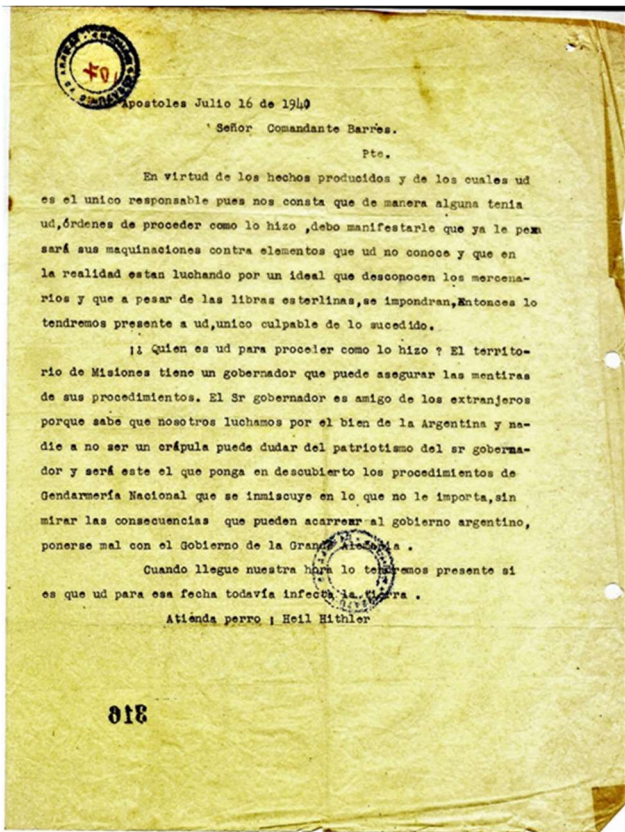 104
Apostoles Julio 16 de 1940
Señor Comandante Barres.
Pte.
En virtud de los hechos producidos y de los cuales ud
es el unico responsable pues nos consta que de manera alguna tenia
ud,órdenes de proceder como lo hizo ,debo manifestarle que ya le pe
sará sus maquinaciones contra elementos que ud no conoce y que en
la realidad estan luchando por un ideal que desconocen los mercena-
rios y que a pesar de las libras esterlinas,se impondran,Entonces lo
tendremos presente a ud,unico culpable de lo sucedido.
¡¿ Quien es ud para proceder como lo hizo ? El territo-
rio de Misiones tiene un gobernador que puede asegurar las mentiras
de sus procedimientos. El Sr gobernador es amigo de los extranjeros
porque sabe que nosotros luchamos por el bien de la Argentina y na-
die a no ser un crápula puede dudar del patriotismo del sr goberna-
dor y será este el que ponga en descubierto los procedimientos de
Gendarmería Nacional que se inmiscuye en lo que no le importa,sin
mirar las consecuencias que pueden acarrear al gobierno argentino,
ponerse mal con el Gobierno de la Grande Alemania .
Cuando llegue nuestra hora lo tendremos presente si
es que ud para esa fecha todavía infecta la tierra .
Atienda perro ¡ Heil Hithler
316